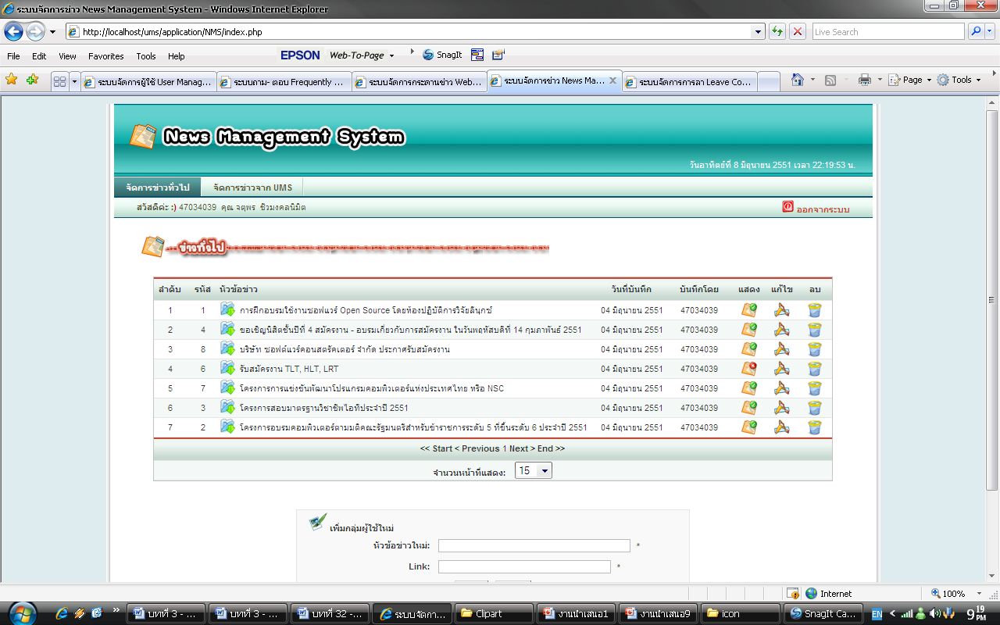 ระบบจัดการข่าว News Management System - Windows Internet Explorer
http://localhost/ums/application/NMS/index.php
Live Search
File Edit View Favorites Tools Help EPSON Web-To-Page SnagIt
ระบบจัดการผู้ใช้ User Manag... ระบบถาม- ตอบ Frequently ... ระบบจัดการกระดานข่าว Web... ระบบจัดการข่าว News Ma... ระบบจัดการการลา Leave Co... Page Tools
News Management System
วันอาทิตย์ที่ 8 มิถุนายน 2551 เวลา 22:19:53 น.
จัดการข่าวทั่วไป จัดการข่าวจาก UMS
สวัสดีค่ะ :) 47034039 คุณ จตุพร ชิวมงคลนิมิต ออกจากระบบ
ข่าวทั่วไป
ลำดับ รหัส หัวข้อข่าว วันที่บันทึก บันทึกโดย แสดง แก้ไข ลบ
1 1 การฝึกอบรมใช้งานซอฟแวร์ Open Source โดยห้องปฏิบัติการวิจัยลินุกซ์ 04 มิถุนายน 2551 47034039
2 4 ขอเชิญนิสิตชั้นปีที่ 4 สมัครงาน - อบรมเกี่ยวกับการสมัครงาน ในวันพฤหัสบดีที่ 14 กุมภาพันธ์ 2551 04 มิถุนายน 2551 47034039
3 8 บริษัท ซอฟต์แวร์คอนสตรัคเตอร์ จำกัด ประกาศรับสมัครงาน 04 มิถุนายน 2551 47034039
4 6 รับสมัครงาน TLT, HLT, LRT 04 มิถุนายน 2551 47034039
5 7 โครงการการแข่งขันพัฒนาโปรแกรมคอมพิวเตอร์แห่งประเทศไทย หรือ NSC 04 มิถุนายน 2551 47034039
6 3 โครงการสอบมาตรฐานวิชาชีพไอทีประจำปี 2551 04 มิถุนายน 2551 47034039
7 2 โครงการอบรมคอมพิวเตอร์ตามมติคณะรัฐมนตรีสำหรับข้าราชการระดับ 5 ที่ขึ้นระดับ 6 ประจำปี 2551 04 มิถุนายน 2551 47034039
<< Start < Previous 1 Next > End >>
จำนวนหน้าที่แสดง: 15
เพิ่มกลุ่มผู้ใช้ใหม่
หัวข้อข่าวใหม่: *
Link: *
Internet 100%
บทที่ 3 - ... บทที่ 3 - ... บทที่ 32 -... ระบบจัดกา... Clipart งานนำเสนอ1 งานนำเสนอ9 icon SnagIt Ca... EN 9 19 PM